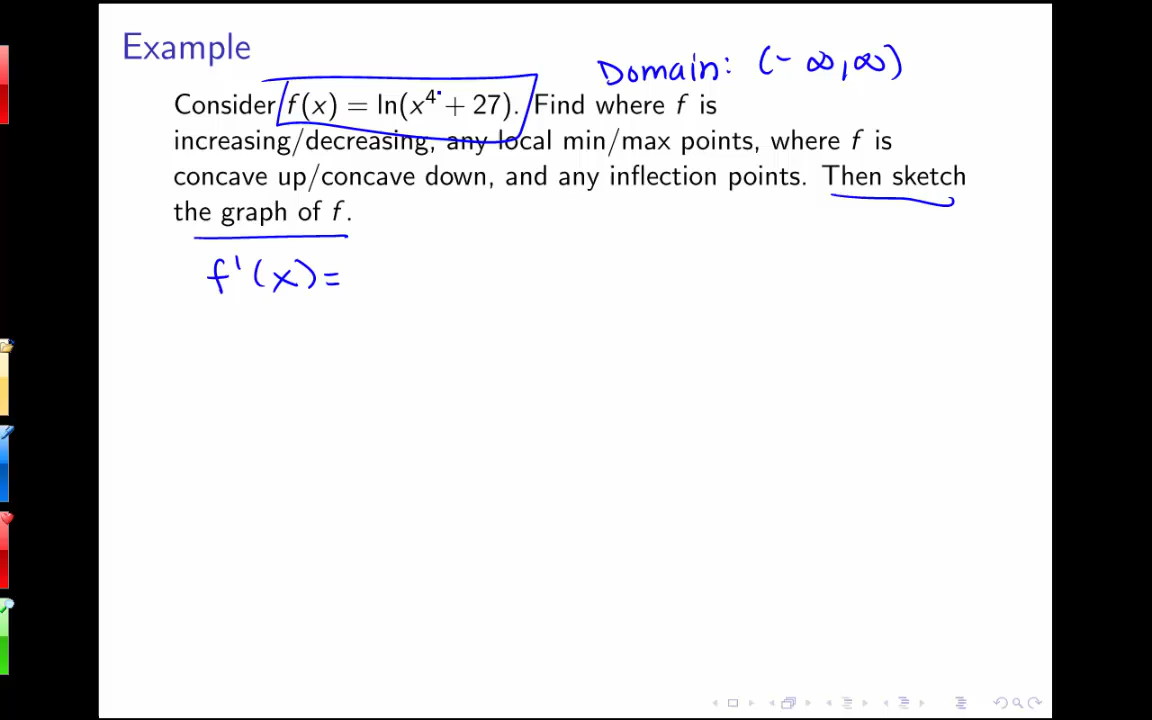 Example
Domain: (-∞,∞)
Consider f(x) = ln(x⁴ + 27). Find where f is
increasing/decreasing, any local min/max points, where f is
concave up/concave down, and any inflection points. Then sketch
the graph of f.
f'(x)=